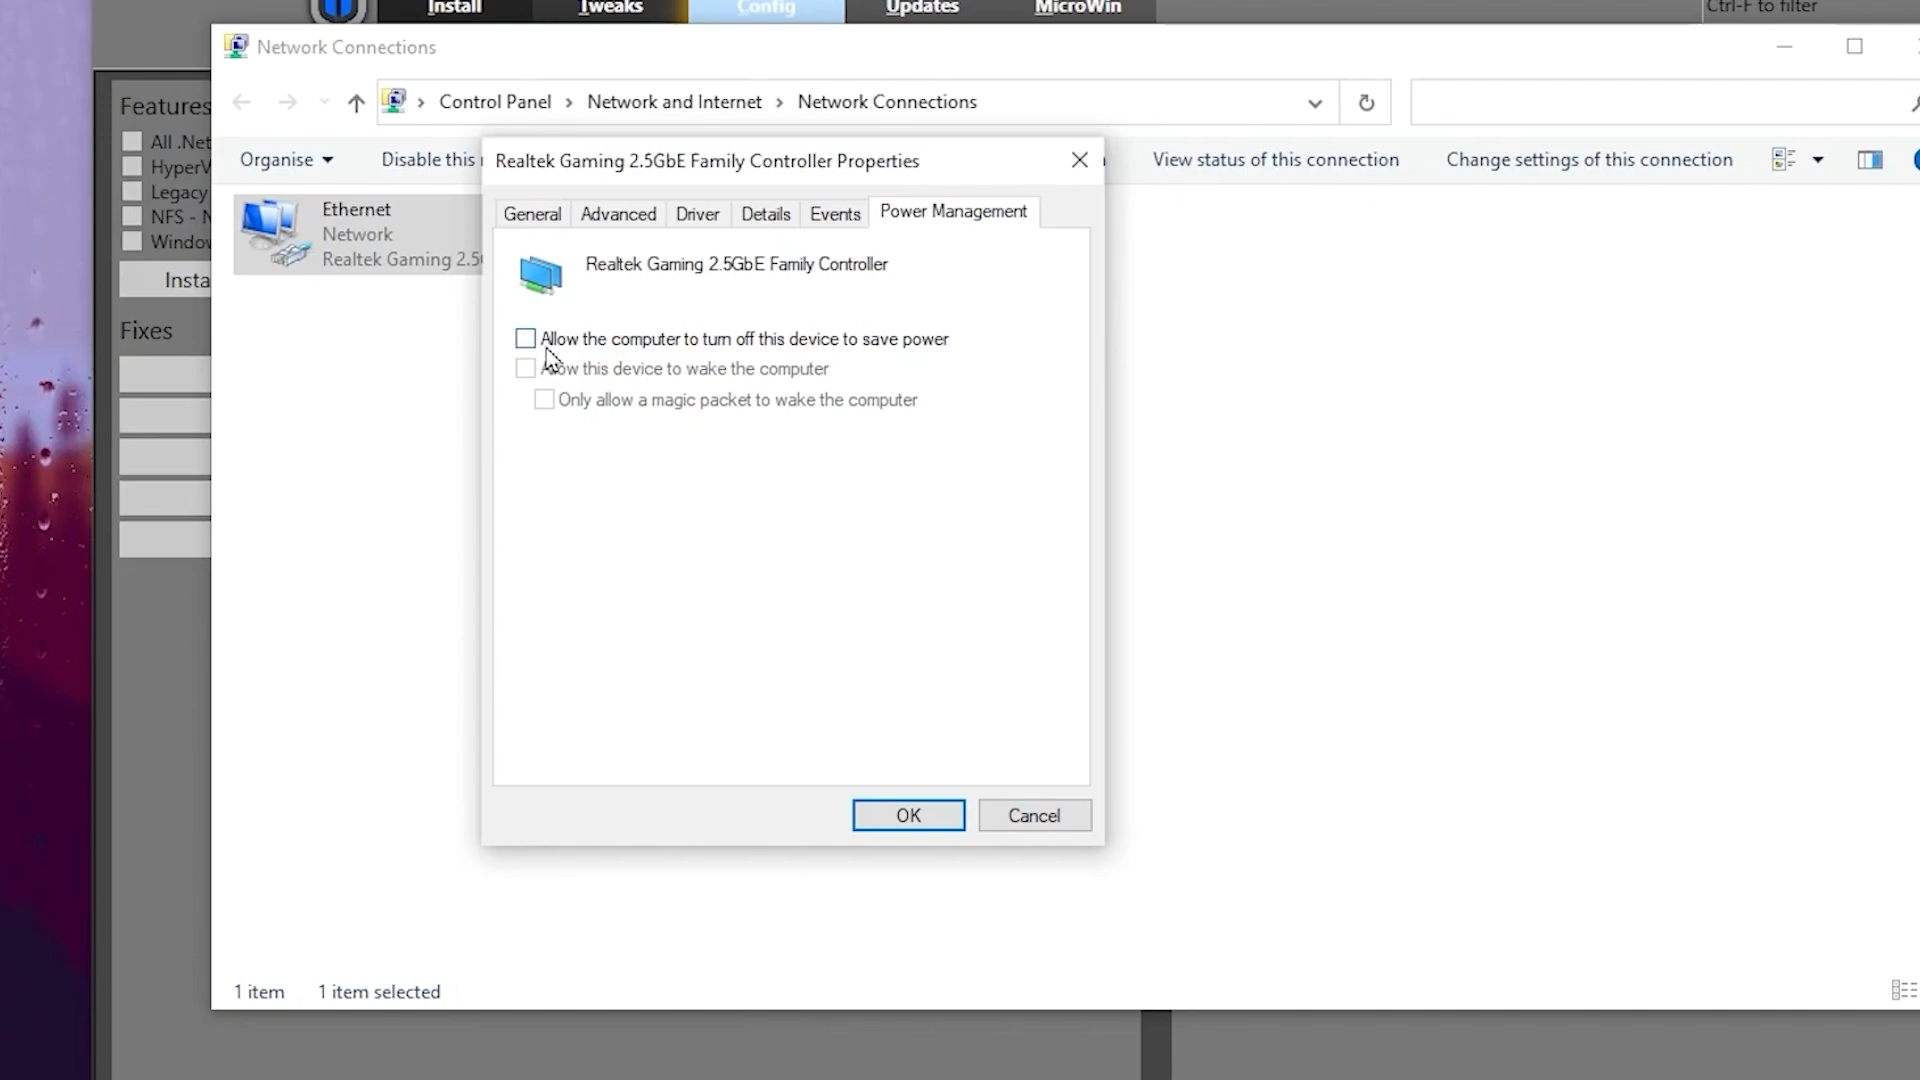 Install
Tweaks
Config
Updates
MicroWin
Ctrl-F to filter
Network Connections
Control Panel
Network and Internet
Network Connections
Features
All .Net
HyperV
Legacy
NFS - N
Window
Insta
Fixes
Organise
Disable this
View status of this connection
Change settings of this connection
Ethernet
Network
Realtek Gaming 2.5G
Realtek Gaming 2.5GbE Family Controller Properties
General
Advanced
Driver
Details
Events
Power Management
Realtek Gaming 2.5GbE Family Controller
Allow the computer to turn off this device to save power
Allow this device to wake the computer
Only allow a magic packet to wake the computer
OK
Cancel
1 item
1 item selected